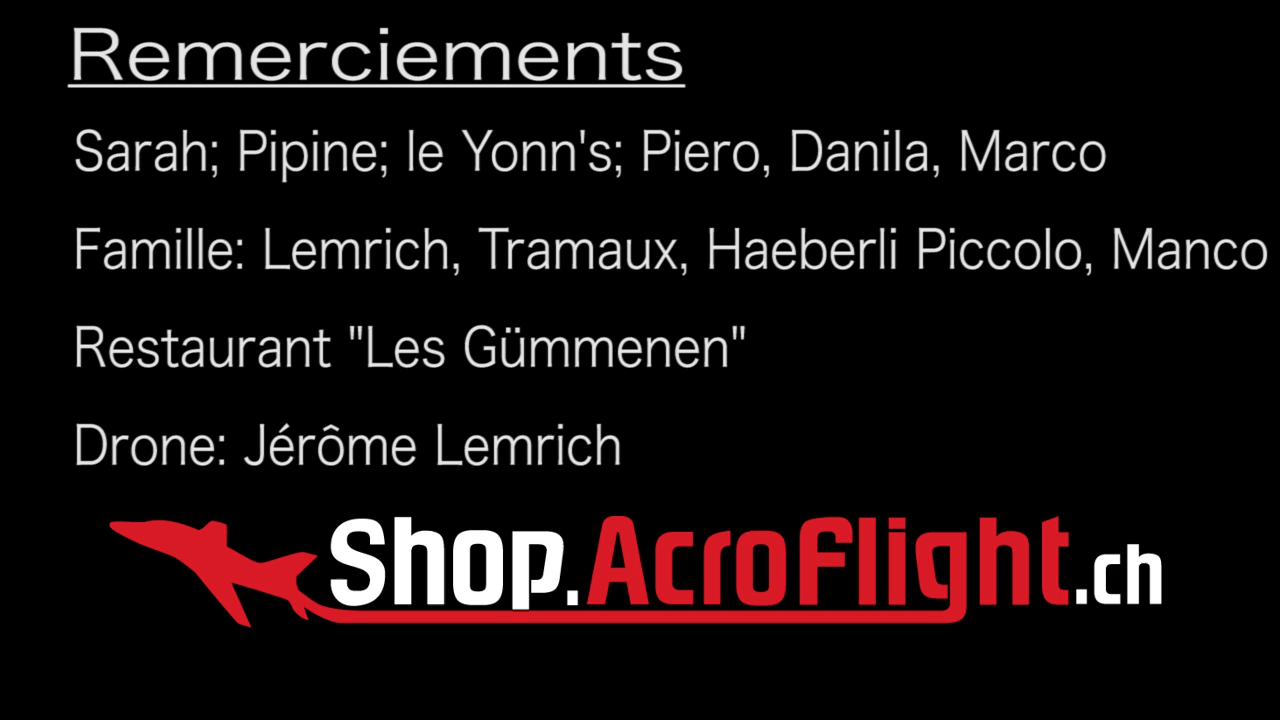 Remerciements
Sarah; Pipine; le Yonn's; Piero, Danila, Marco
Famille: Lemrich, Tramaux, Haeberli Piccolo, Manco
Restaurant "Les Gümmenen"
Drone: Jérôme Lemrich
Shop.AcroFlight.ch